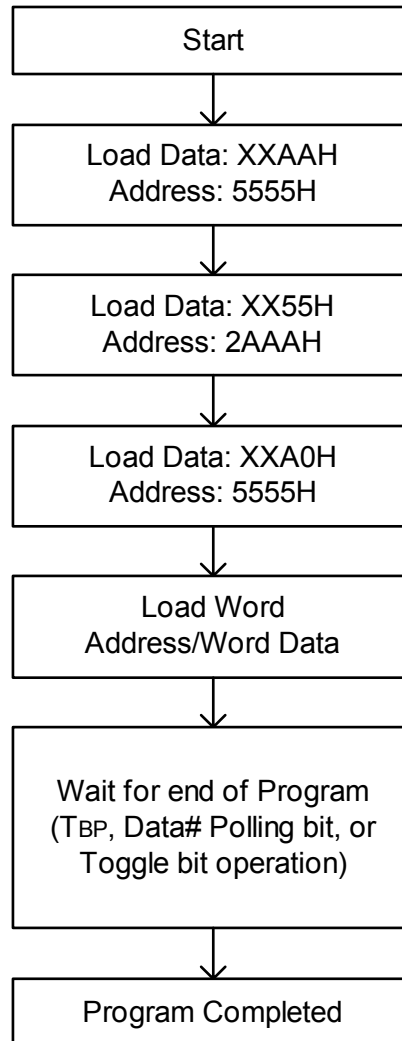 Start
Load Data: XXAAH
Address: 5555H
Load Data: XX55H
Address: 2AAAH
Load Data: XXA0H
Address: 5555H
Load Word
Address/Word Data
Wait for end of Program
(TBP, Data# Polling bit, or
Toggle bit operation)
Program Completed